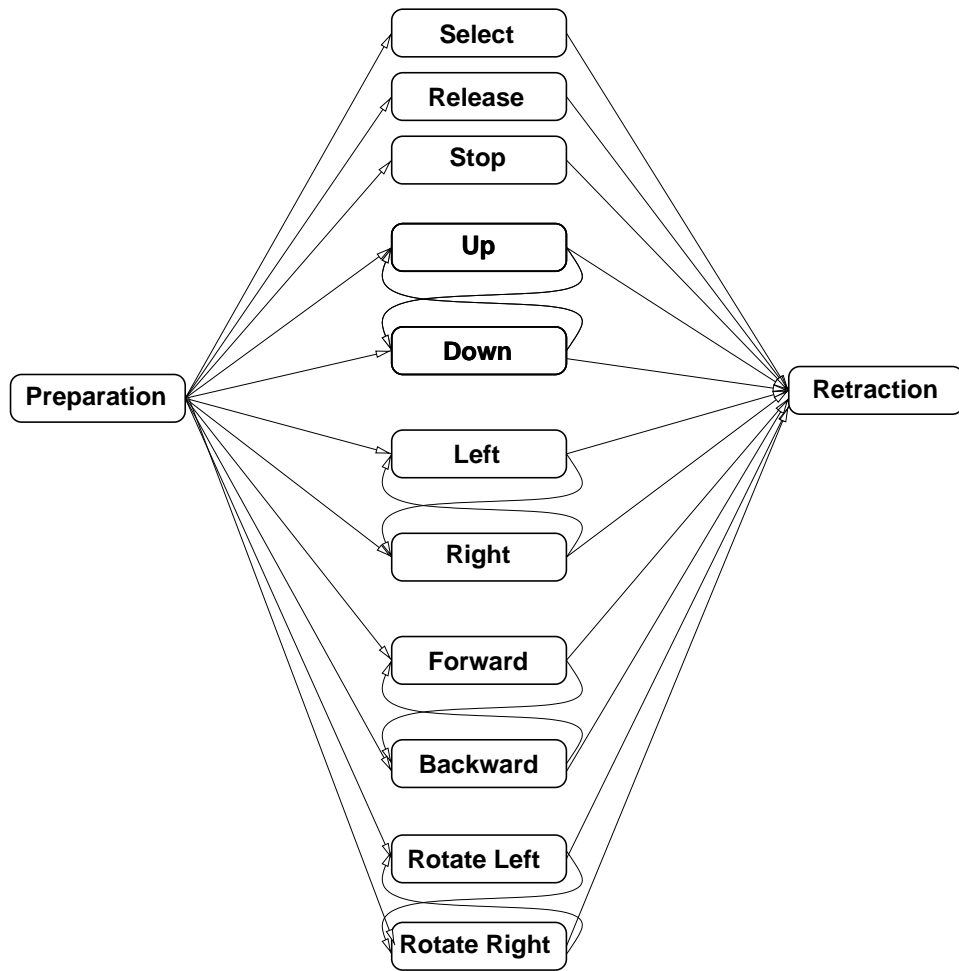 Select
Release
Stop
Up
Down
Preparation
Retraction
Left
Right
Forward
Backward
Rotate Left
Rotate Right